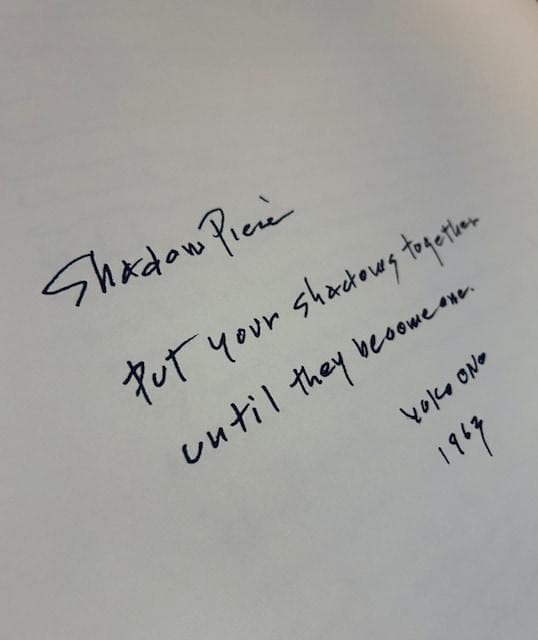 Shadow Piece
Put your shadows together
until they become one.
Yoko ONO
1963